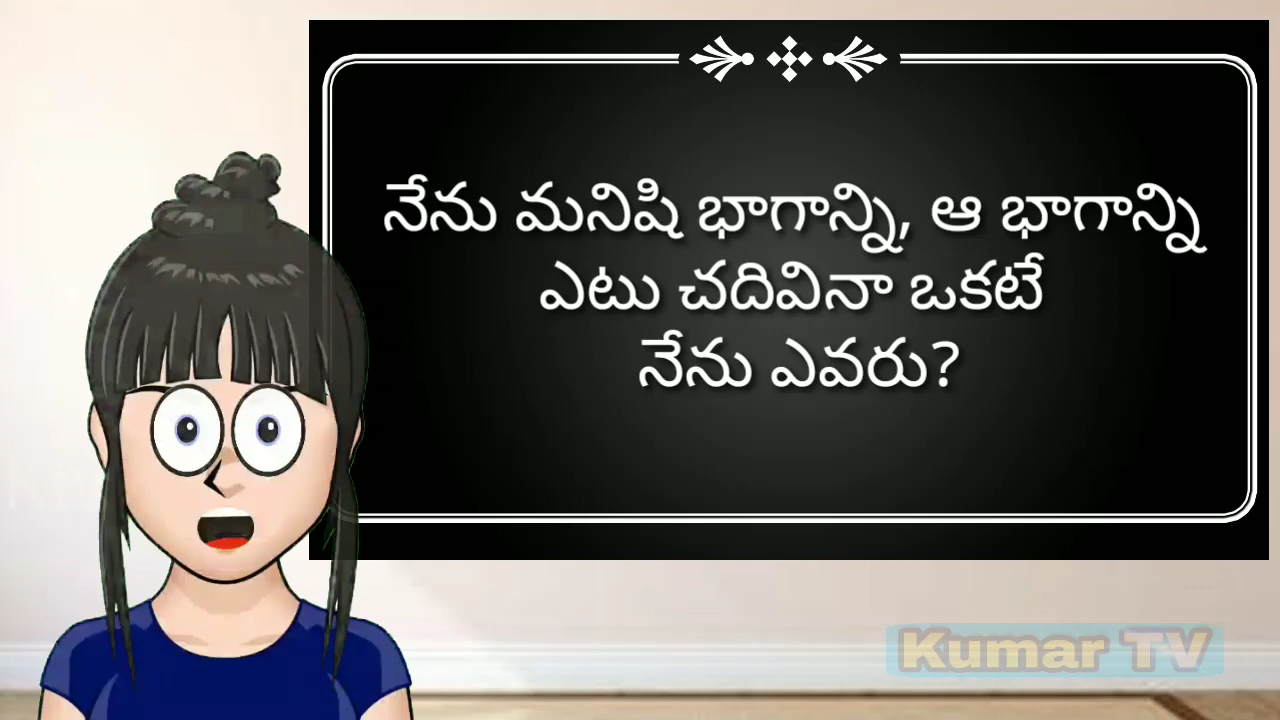 నేను మనిషి భాగాన్ని, ఆ భాగాన్ని
ఎటు చదివినా ఒకటే
నేను ఎవరు?
Kumar TV